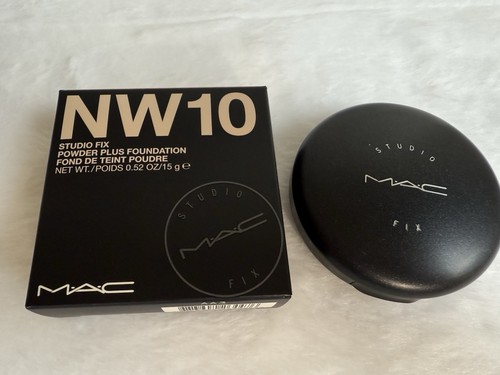 NW10
STUDIO FIX
POWDER PLUS FOUNDATION
FOND DE TEINT POUDRE
NET WT./POIDS 0.52 OZ/15 g ℮
STUDIO
M·A·C
FIX
M·A·C
STUDIO
M·A·C
FIX